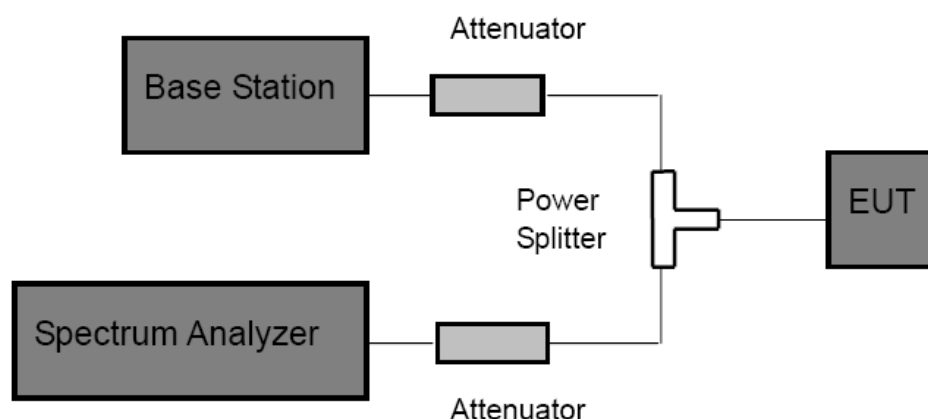 Attenuator
Base Station
Power
Splitter
EUT
Spectrum Analyzer
Attenuator